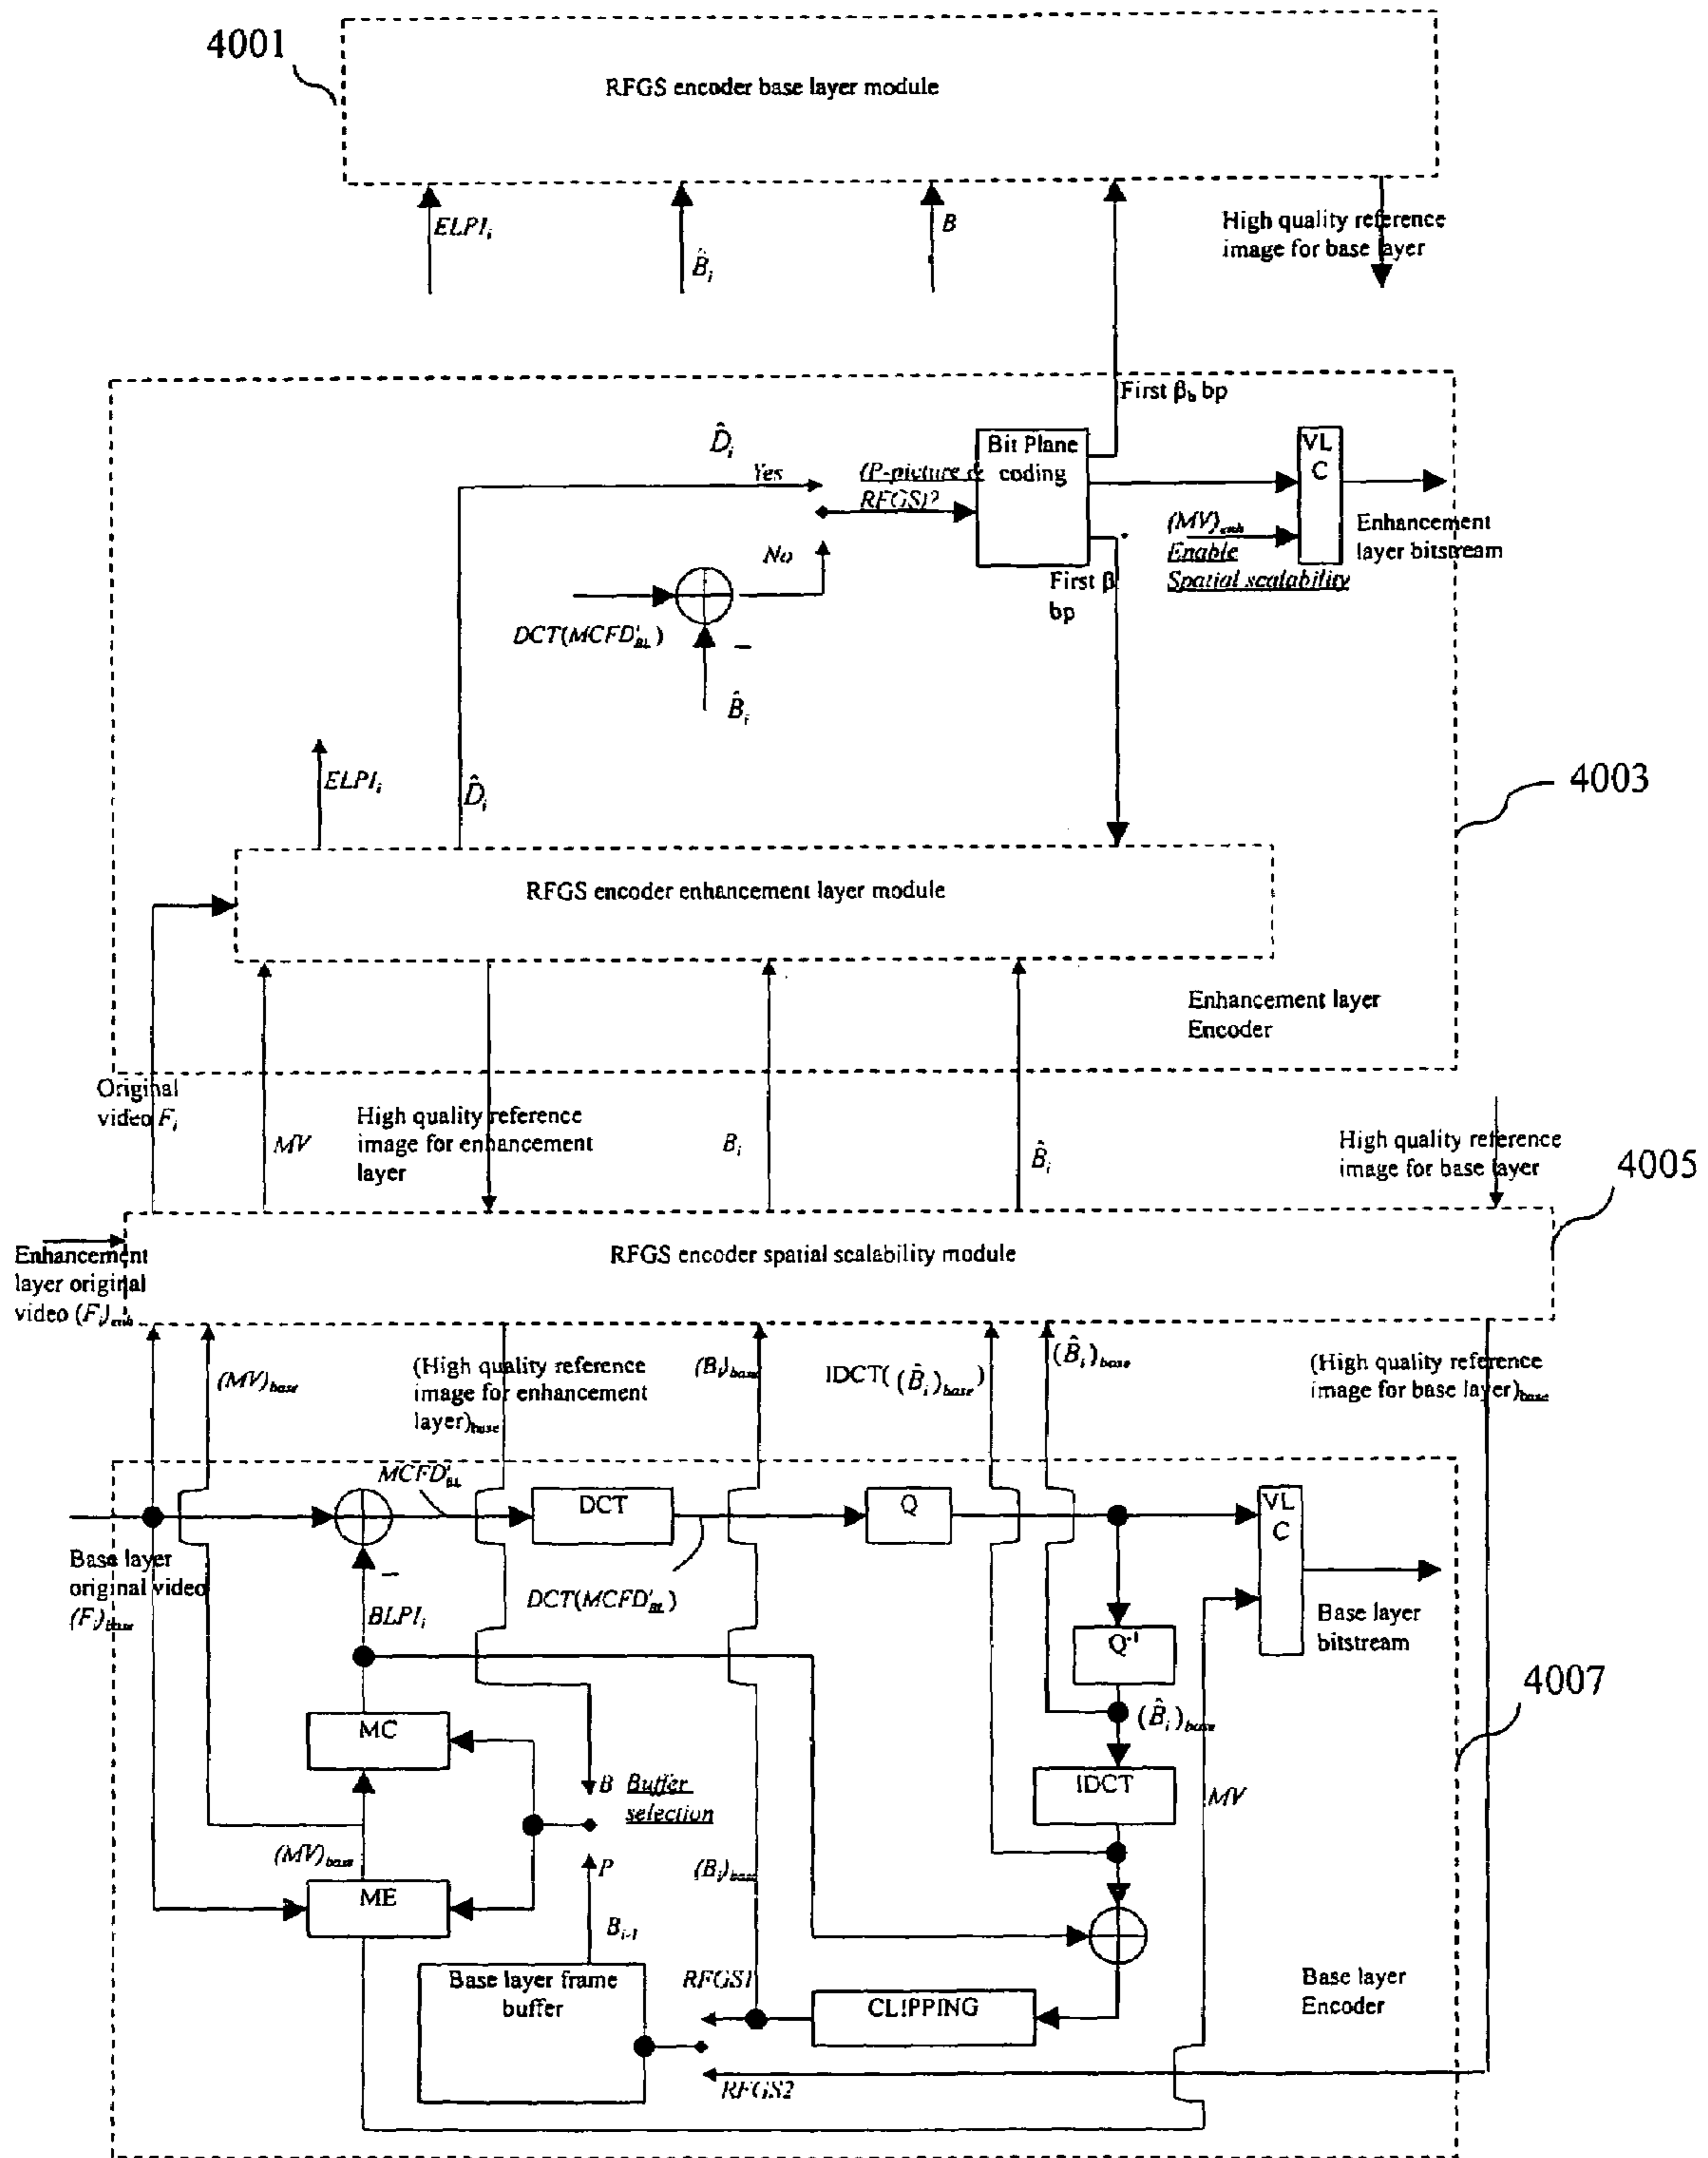 4001
RFGS encoder base layer module
ELPI_i
B̂_i
B
High quality reference
image for base layer
First β_b bp
D̂_i
Yes
(P-picture &
RFGS)?
Bit Plane
coding
VL
C
No
(MV)_enh
Enable
Spatial scalability
Enhancement
layer bitstream
First β
bp
DCT(MCFD'_BL)
–
B̂_i
ELPI_i
D̂_i
4003
RFGS encoder enhancement layer module
Enhancement layer
Encoder
Original
video F_i
MV
High quality reference
image for enhancement
layer
B_i
B̂_i
High quality reference
image for base layer
4005
Enhancement
layer original
video (F_i)_enh
RFGS encoder spatial scalability module
(MV)_base
(High quality reference
image for enhancement
layer)_base
(B_i)_base
IDCT((B̂_i)_base)
(B̂_i)_base
(High quality reference
image for base layer)_base
MCFD'_BL
DCT
Q
VL
C
Base layer
original video
(F_i)_base
–
BLPI_i
DCT(MCFD'_BL)
Base layer
bitstream
Q⁻¹
4007
MC
(B̂_i)_base
B
Buffer
selection
IDCT
MV
(MV)_base
P
(B_i)_base
ME
B_i-1
Base layer frame
buffer
RFGS1
CLIPPING
Base layer
Encoder
RFGS2